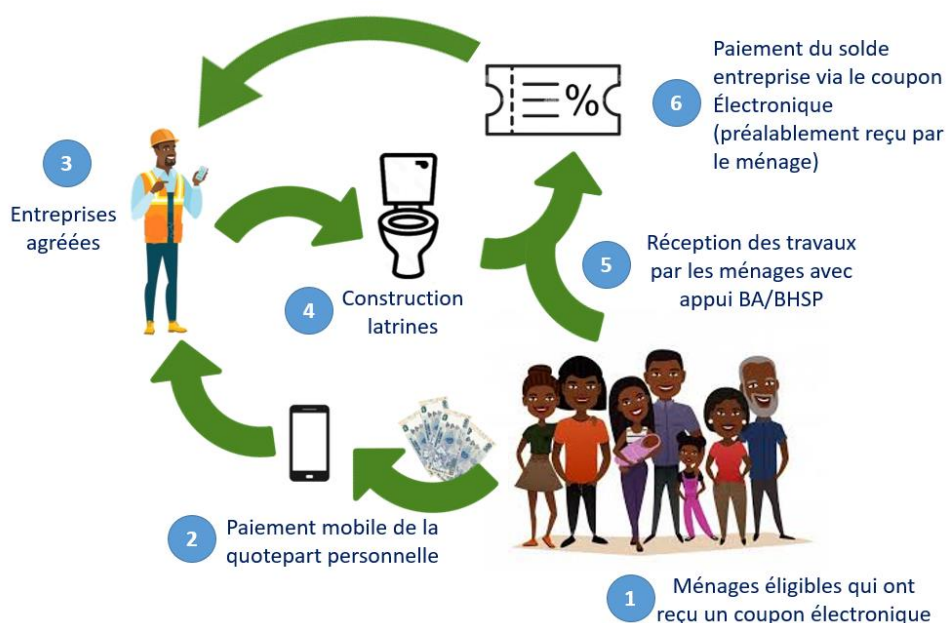 1
Ménages éligibles qui ont
reçu un coupon électronique
2
Paiement mobile de la
quotepart personnelle
3
Entreprises
agréées
4
Construction
latrines
5
Réception des travaux
par les ménages avec
appui BA/BHSP
6
Paiement du solde
entreprise via le coupon
Électronique
(préalablement reçu par
le ménage)
%